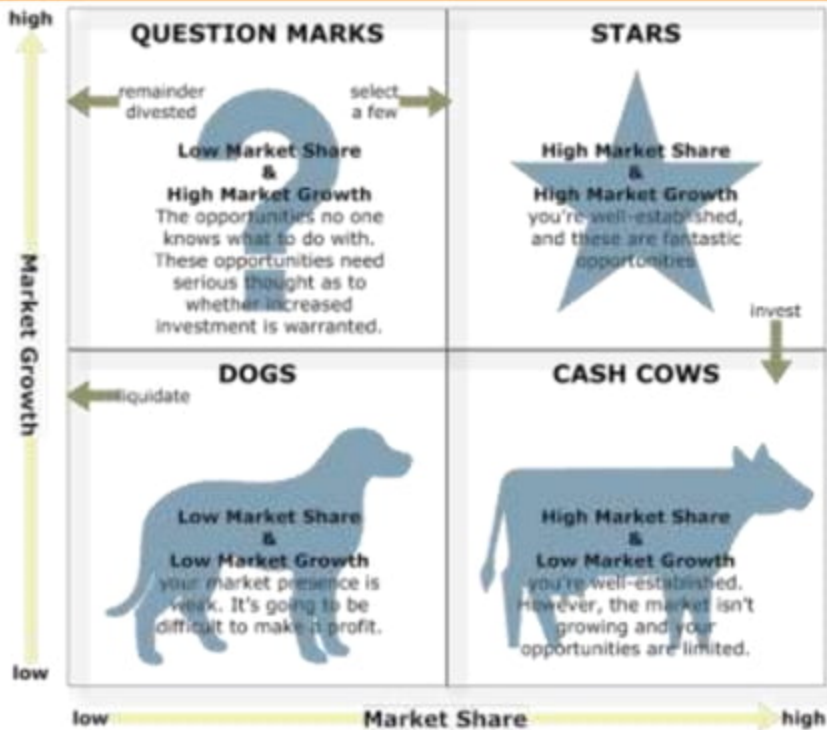 high
QUESTION MARKS
STARS
remainder
divested
select
a few
Low Market Share
&
High Market Growth
The opportunities no one
knows what to do with.
These opportunities need
serious thought as to
whether increased
investment is warranted.
High Market Share
&
High Market Growth
you're well-established,
and these are fantastic
opportunities
invest
Market Growth
DOGS
CASH COWS
liquidate
Low Market Share
&
Low Market Growth
your market presence is
weak. It's going to be
difficult to make a profit.
High Market Share
&
Low Market Growth
you're well-established.
However, the market isn't
growing and your
opportunities are limited.
low
low
Market Share
high